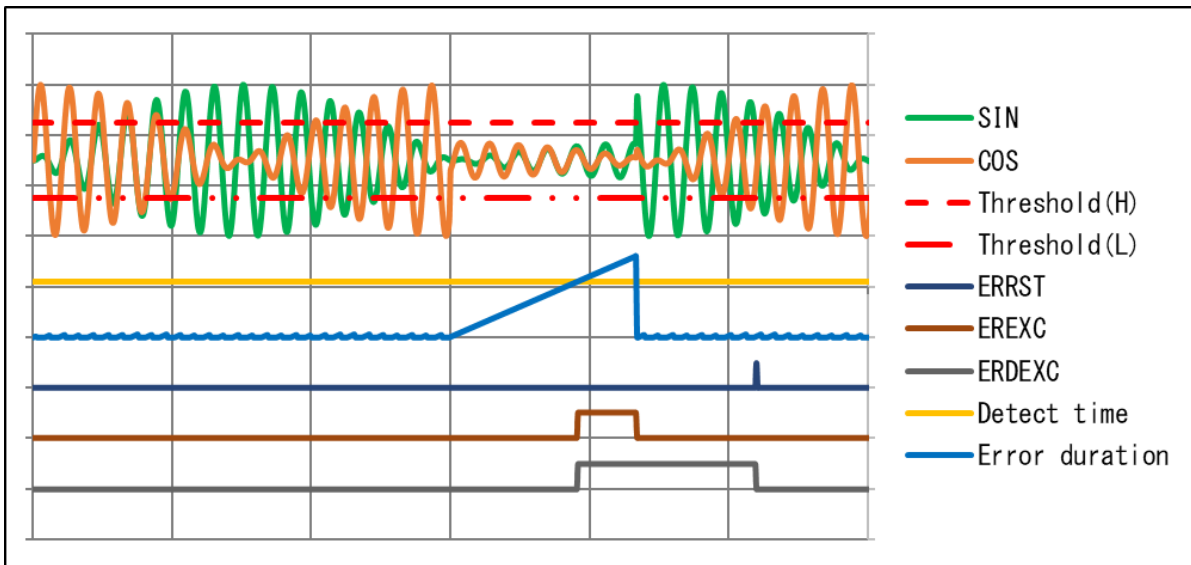 SIN
COS
Threshold(H)
Threshold(L)
ERRST
EREXC
ERDEXC
Detect time
Error duration